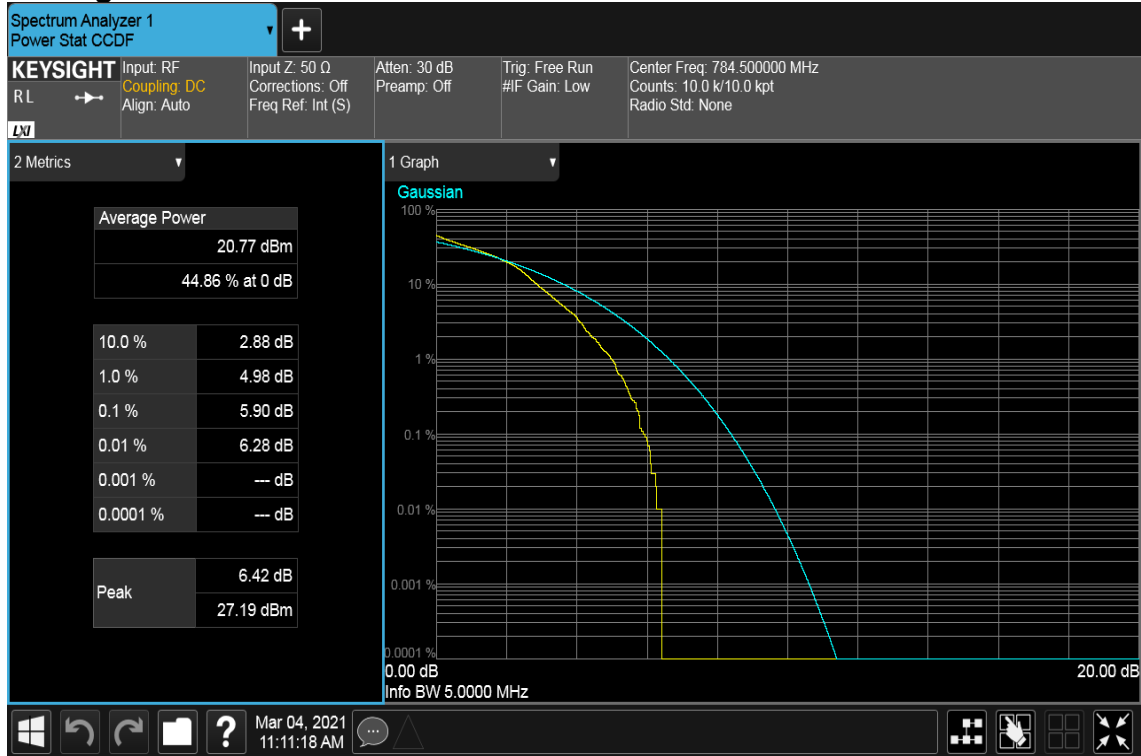 Spectrum Analyzer 1
Power Stat CCDF
KEYSIGHT
RL
LXI
Input: RF
Coupling: DC
Align: Auto
Input Z: 50 Ω
Corrections: Off
Freq Ref: Int (S)
Atten: 30 dB
Preamp: Off
Trig: Free Run
#IF Gain: Low
Center Freq: 784.500000 MHz
Counts: 10.0 k/10.0 kpt
Radio Std: None
2 Metrics
Average Power
20.77 dBm
44.86 % at 0 dB
10.0 % 2.88 dB
1.0 % 4.98 dB
0.1 % 5.90 dB
0.01 % 6.28 dB
0.001 % --- dB
0.0001 % --- dB
Peak
6.42 dB
27.19 dBm
1 Graph
Gaussian
100 %
10 %
1 %
0.1 %
0.01 %
0.001 %
0.0001 %
0.00 dB 20.00 dB
Info BW 5.0000 MHz
?
Mar 04, 2021
11:11:18 AM